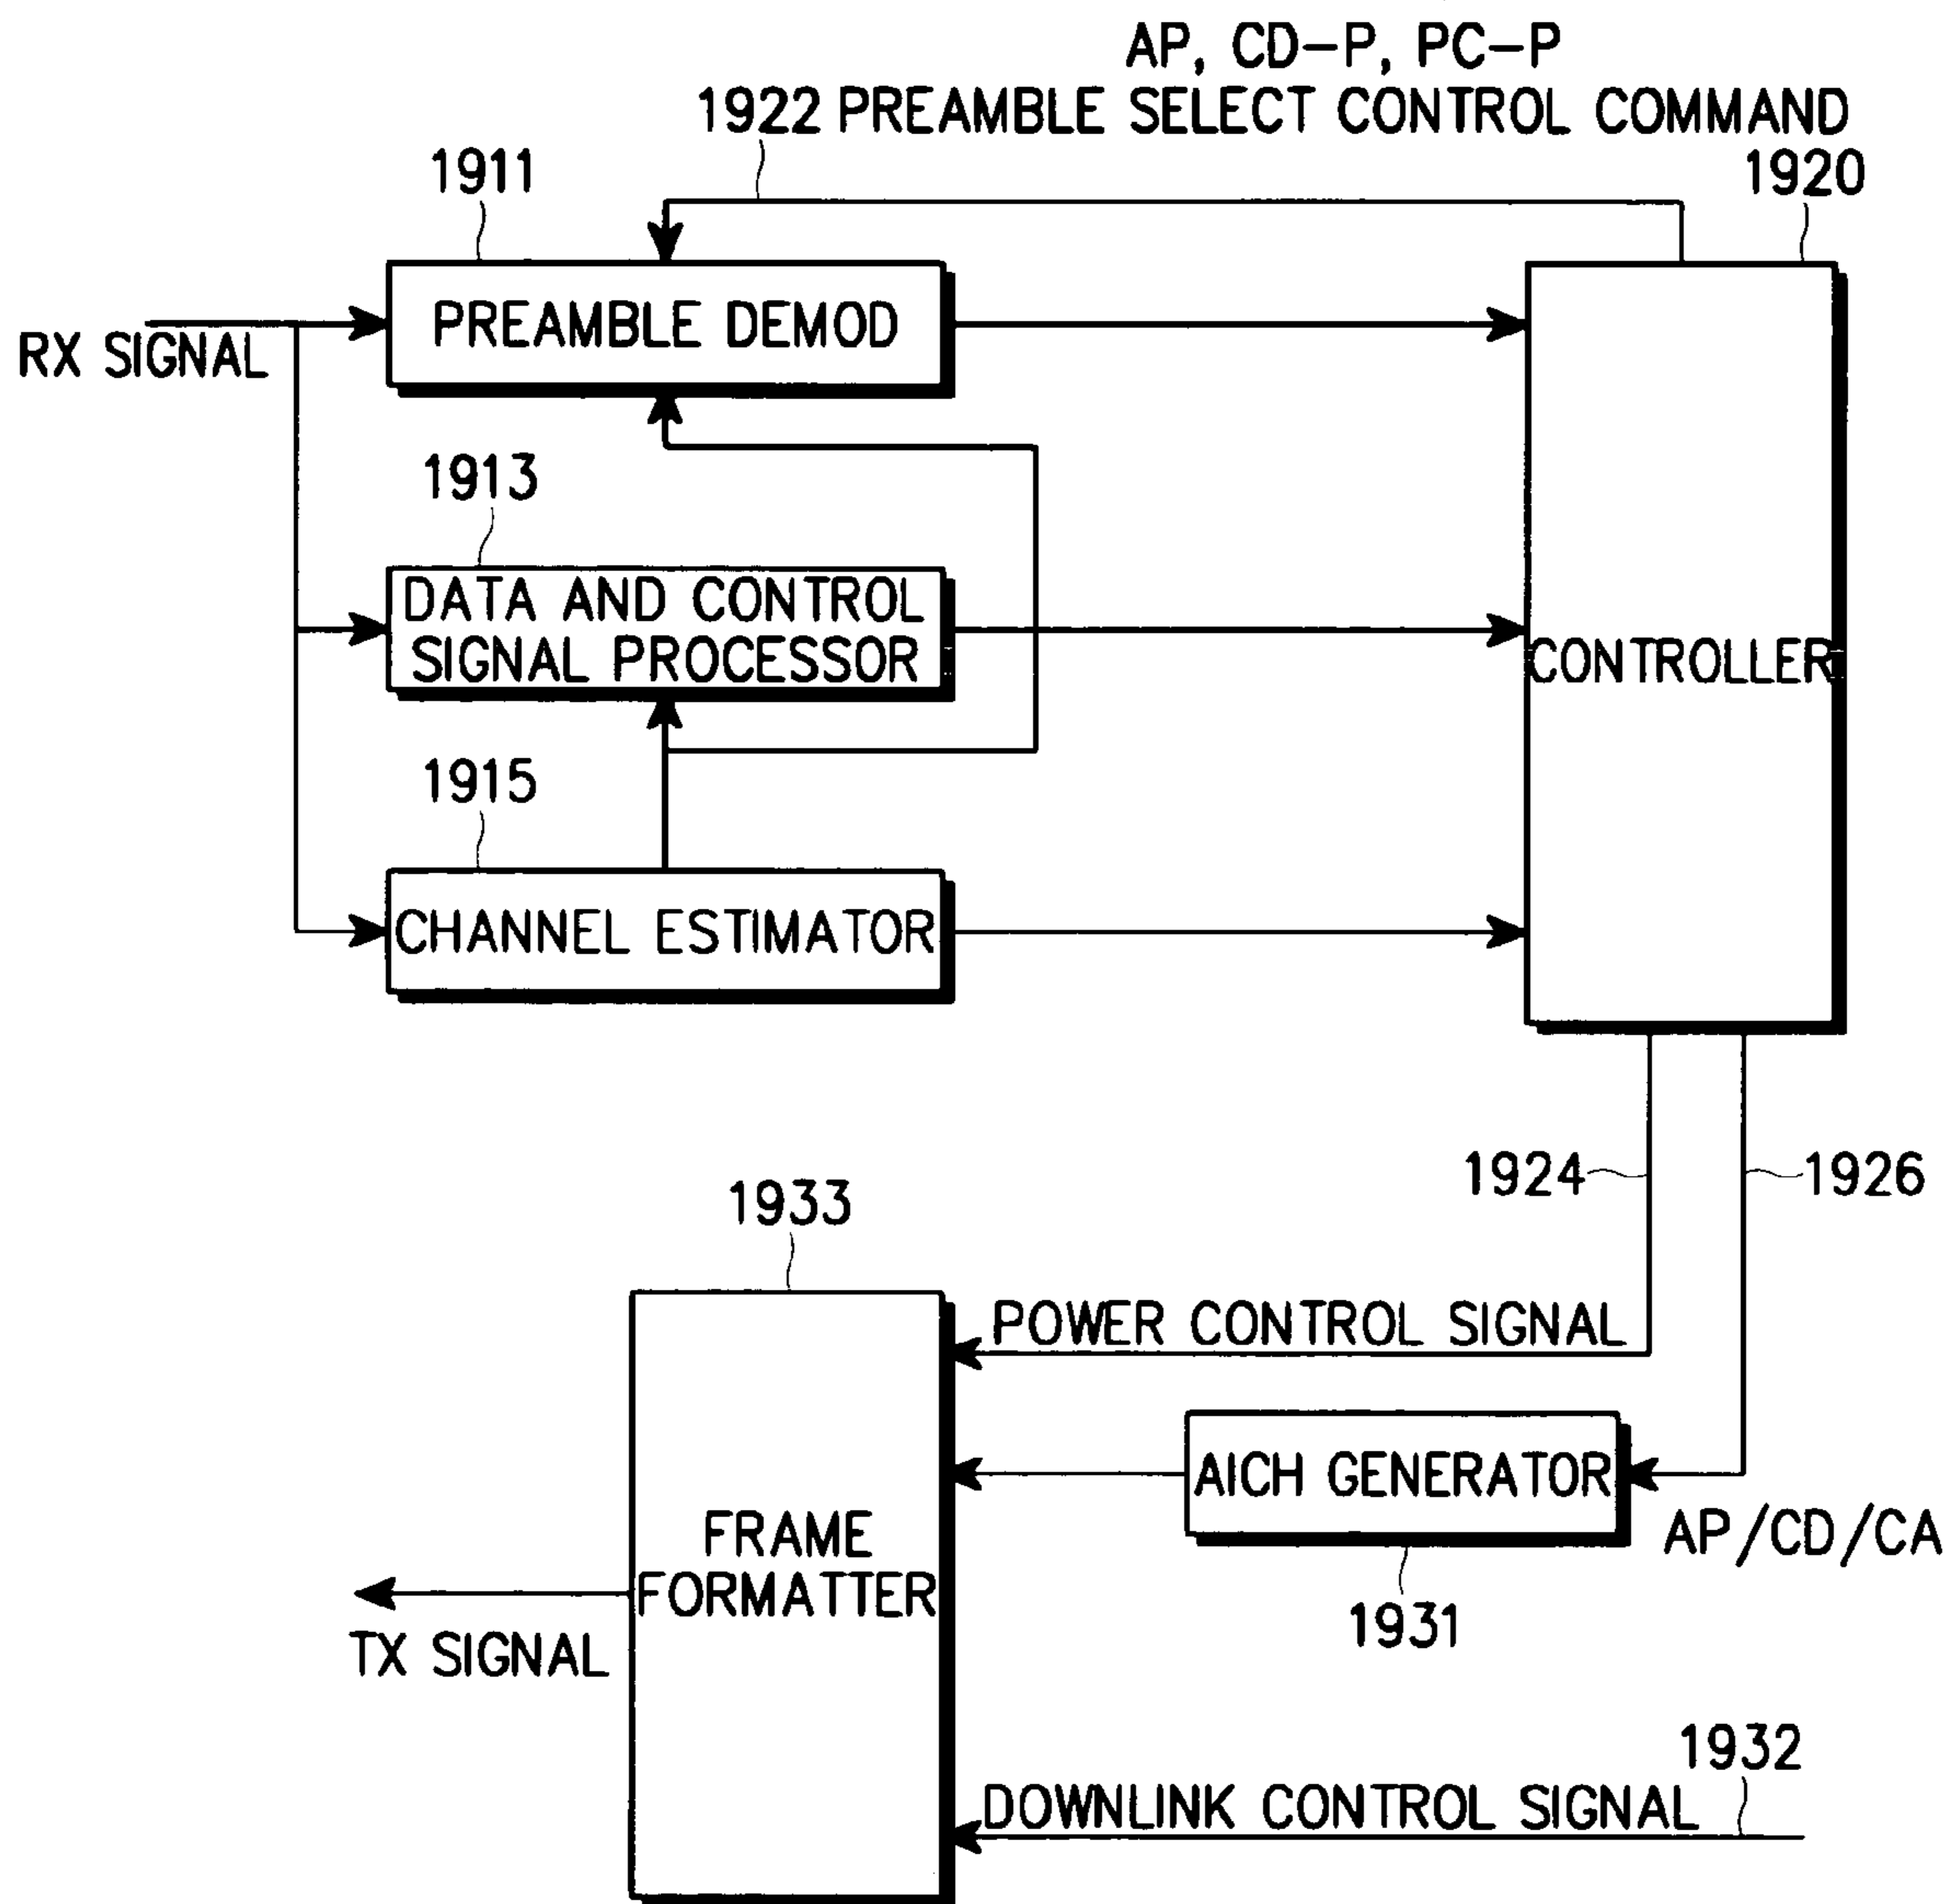 AP, CD-P, PC-P
1922 PREAMBLE SELECT CONTROL COMMAND
1911
1920
PREAMBLE DEMOD
RX SIGNAL
1913
DATA AND CONTROL
SIGNAL PROCESSOR
CONTROLLER
1915
CHANNEL ESTIMATOR
1924
1926
1933
POWER CONTROL SIGNAL
AICH GENERATOR
AP/CD/CA
FRAME
FORMATTER
1931
TX SIGNAL
1932
DOWNLINK CONTROL SIGNAL